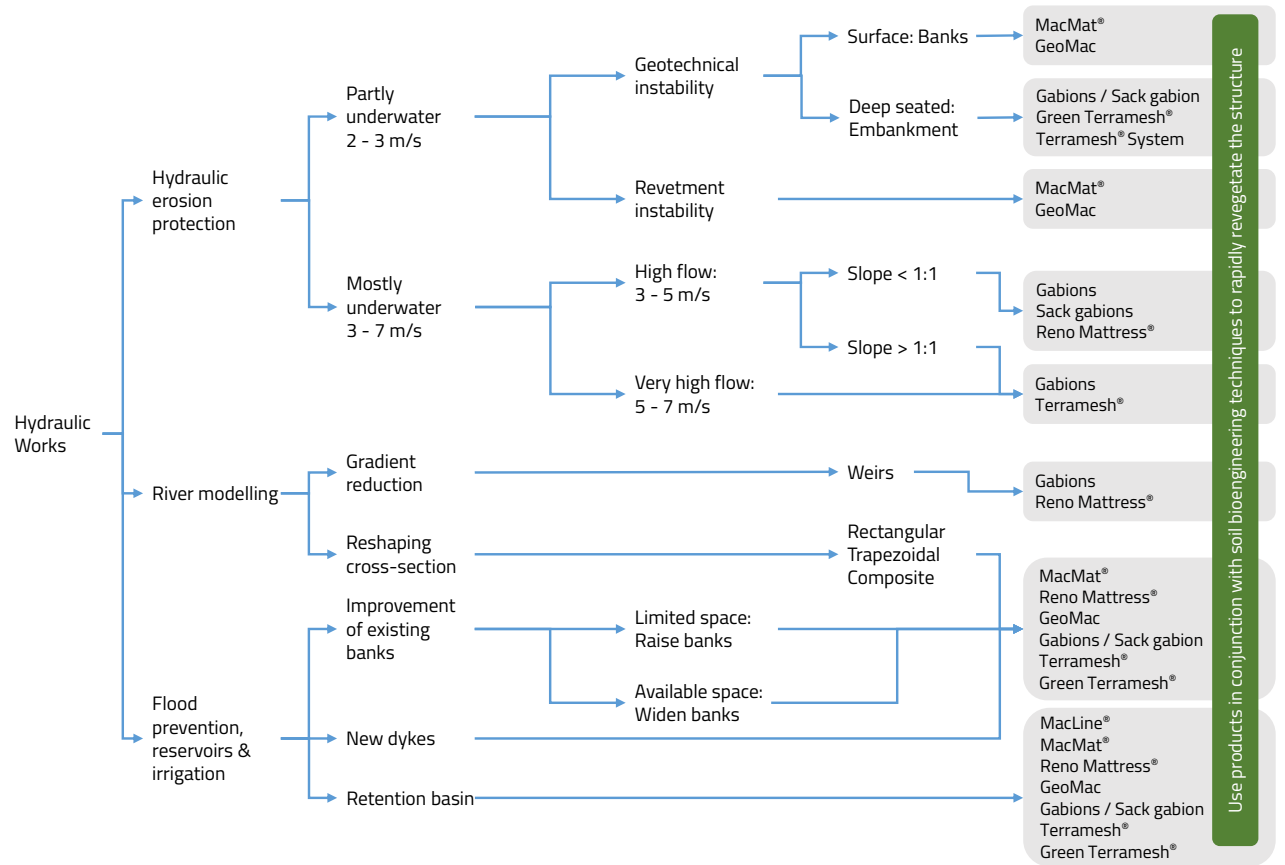 Hydraulic
Works
Hydraulic
erosion
protection
Partly
underwater
2 - 3 m/s
Geotechnical
instability
Surface: Banks
MacMat®
GeoMac
Deep seated:
Embankment
Gabions / Sack gabion
Green Terramesh®
Terramesh® System
Revetment
instability
MacMat®
GeoMac
Mostly
underwater
3 - 7 m/s
High flow:
3 - 5 m/s
Slope < 1:1
Gabions
Sack gabions
Reno Mattress®
Slope > 1:1
Very high flow:
5 - 7 m/s
Gabions
Terramesh®
River modelling
Gradient
reduction
Weirs
Gabions
Reno Mattress®
Reshaping
cross-section
Rectangular
Trapezoidal
Composite
Flood
prevention,
reservoirs &
irrigation
Improvement
of existing
banks
Limited space:
Raise banks
Available space:
Widen banks
New dykes
MacMat®
Reno Mattress®
GeoMac
Gabions / Sack gabion
Terramesh®
Green Terramesh®
Retention basin
MacLine®
MacMat®
Reno Mattress®
GeoMac
Gabions / Sack gabion
Terramesh®
Green Terramesh®
Use products in conjunction with soil bioengineering techniques to rapidly revegetate the structure